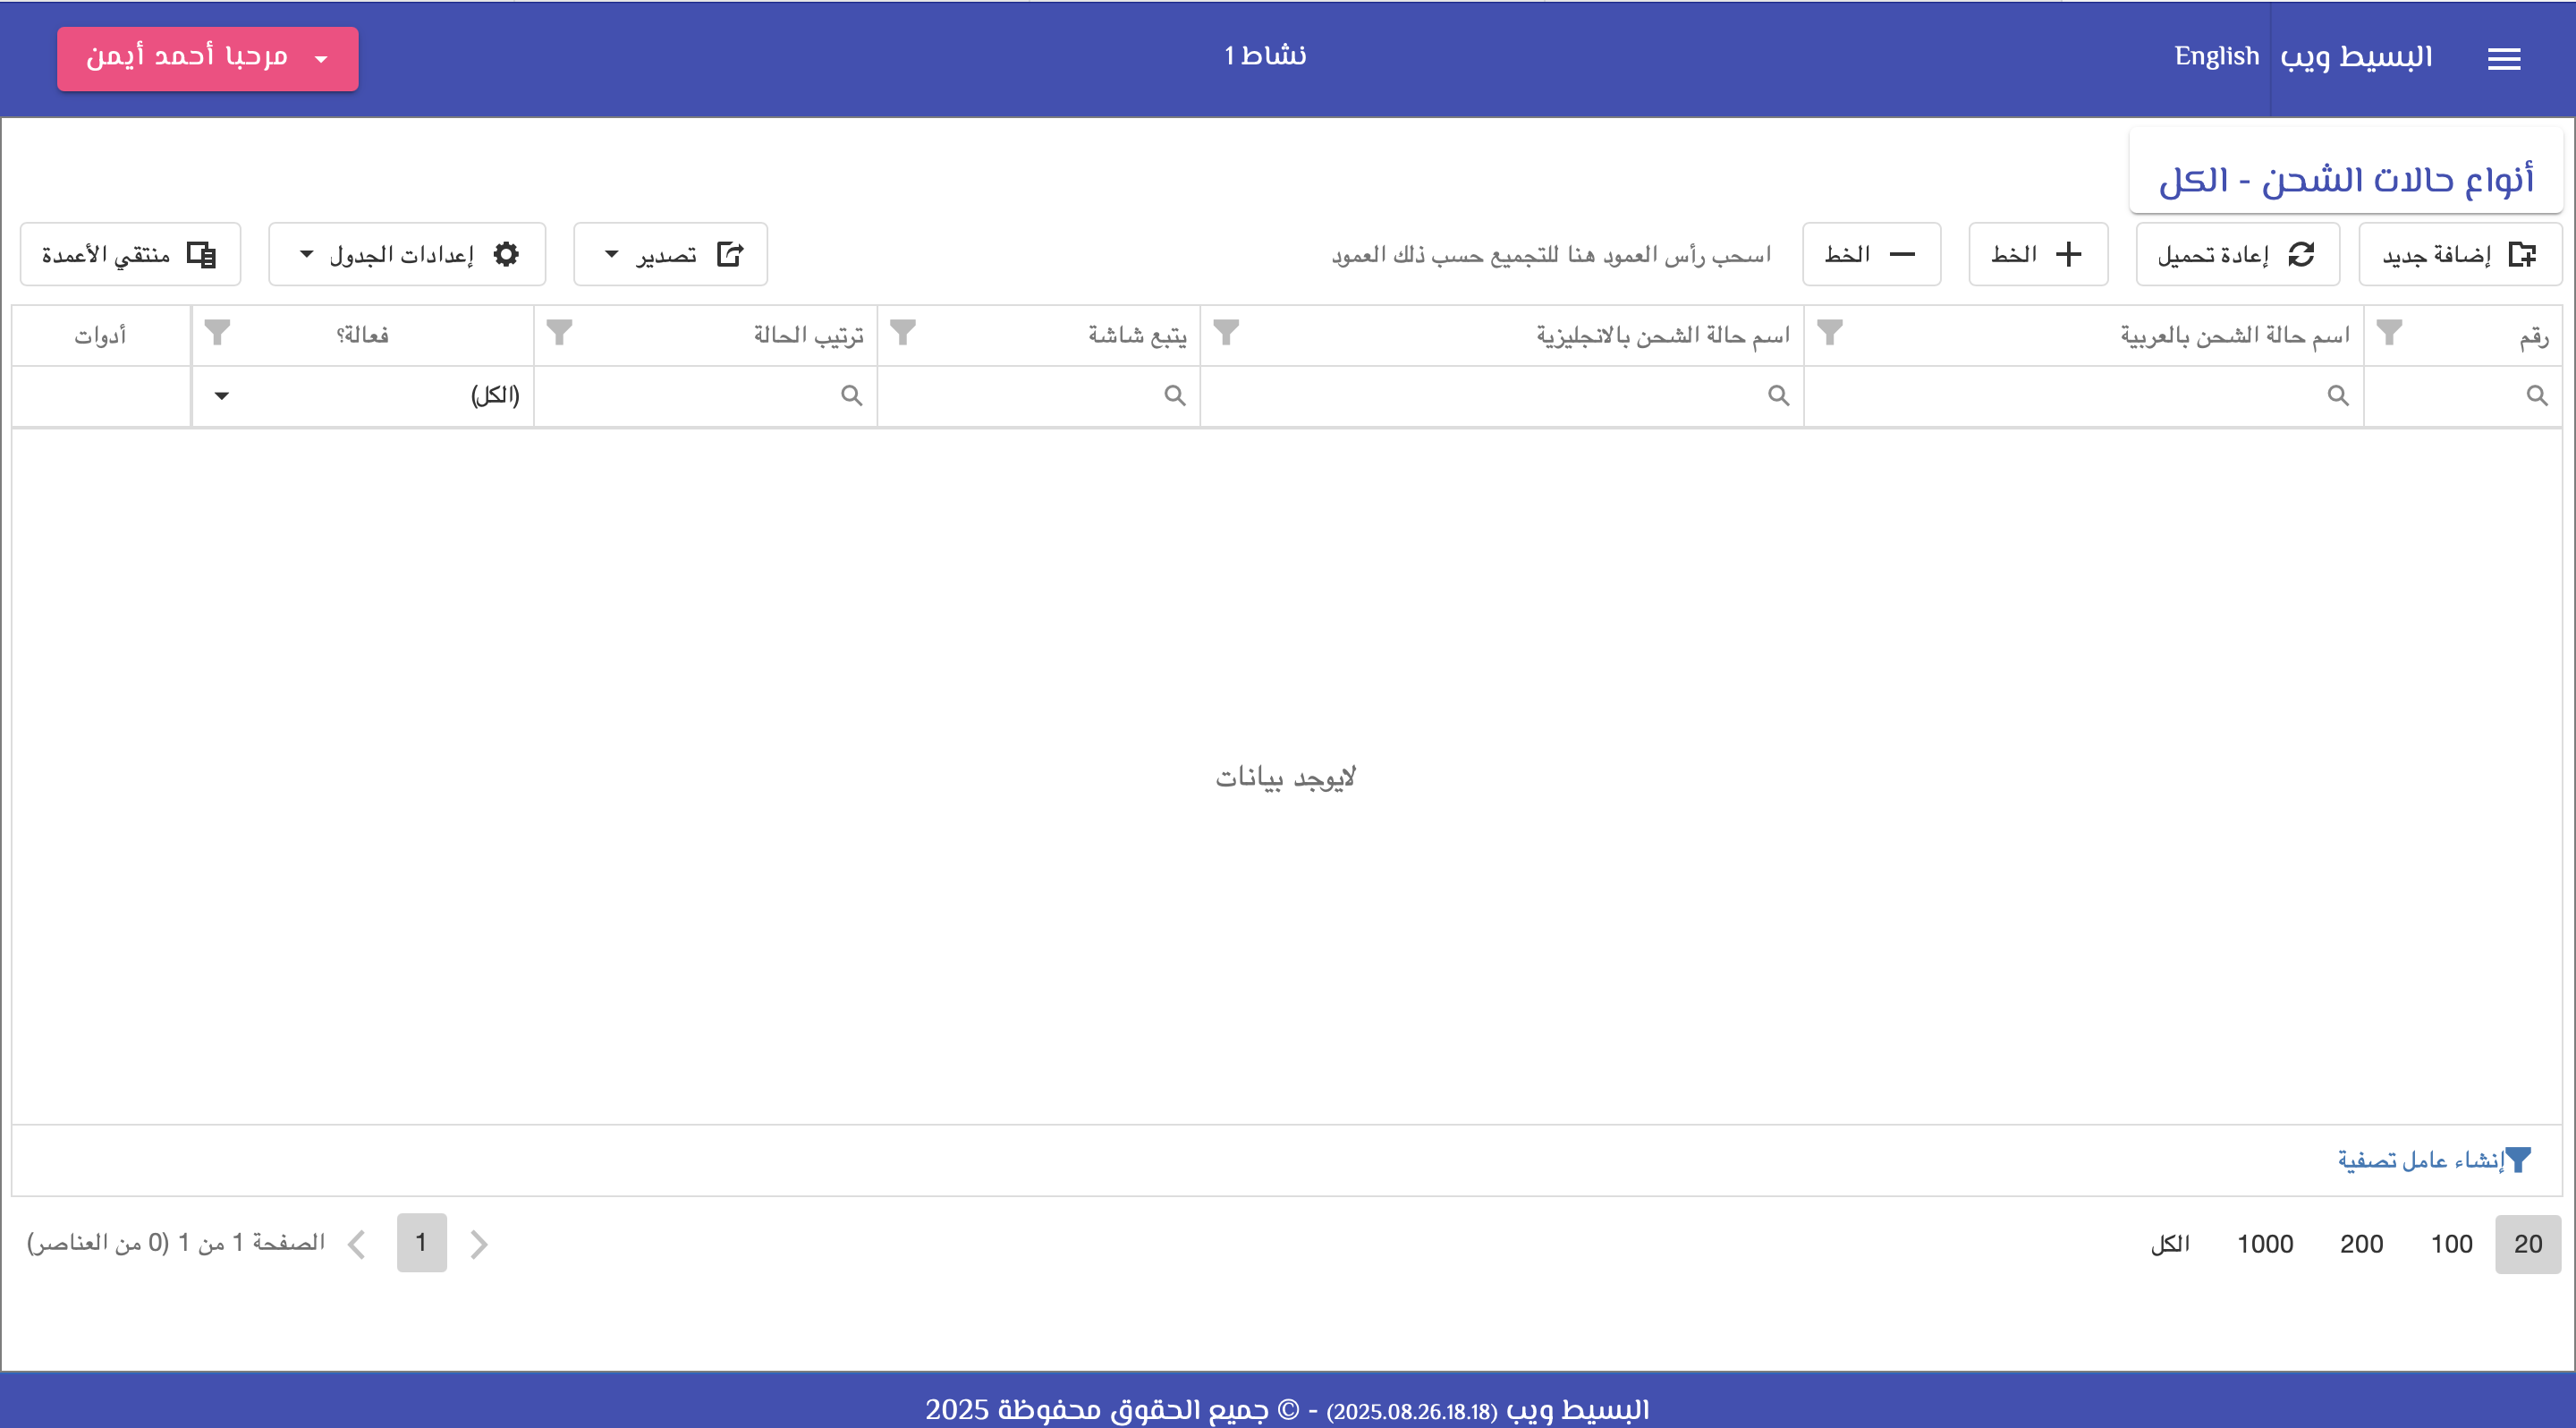 البسيط ويب English نشاط 1 مرحبا أحمد أيمن
أنواع حالات الشحن - الكل
إضافة جديد إعادة تحميل الخط الخط اسحب رأس العمود هنا للتجميع حسب ذلك العمود تصدير إعدادات الجدول منتقي الأعمدة
رقم اسم حالة الشحن بالعربية اسم حالة الشحن بالانجليزية يتبع شاشة ترتيب الحالة فعالة؟ أدوات
(الكل)
لايوجد بيانات
إنشاء عامل تصفية
20 100 200 1000 الكل 1 الصفحة 1 من 1 (0 من العناصر)
البسيط ويب (2025.08.26.18.18) - © جميع الحقوق محفوظة 2025